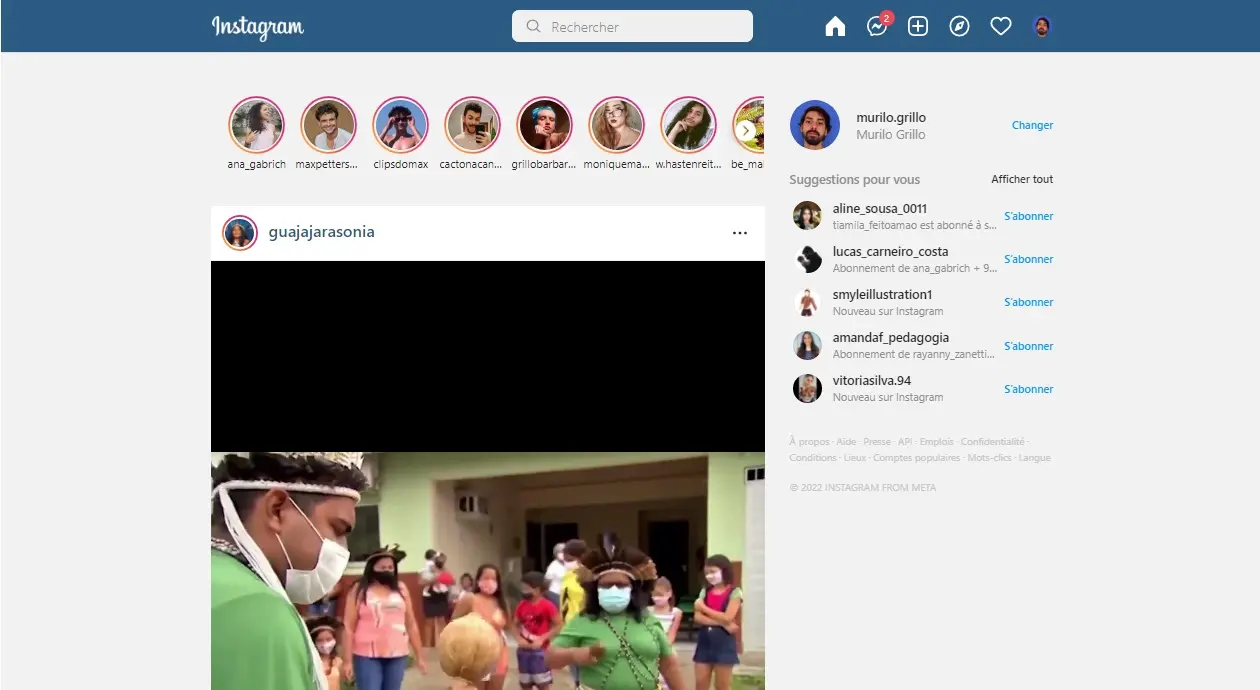 Instagram
Rechercher
2
ana_gabrich
maxpetters...
clipsdomax
cactonacan...
grillobarbar...
moniquema...
w.hastenreit...
be_mai
murilo.grillo
Murilo Grillo
Changer
Suggestions pour vous
Afficher tout
aline_sousa_0011
tiamila_feitoamao est abonné à s...
S'abonner
lucas_carneiro_costa
Abonnement de ana_gabrich + 9...
S'abonner
smyleillustration1
Nouveau sur Instagram
S'abonner
amandaf_pedagogia
Abonnement de rayanny_zanetti...
S'abonner
vitoriasilva.94
Nouveau sur Instagram
S'abonner
À propos · Aide · Presse · API · Emplois · Confidentialité ·
Conditions · Lieux · Comptes populaires · Mots-clics · Langue
© 2022 INSTAGRAM FROM META
guajajarasonia